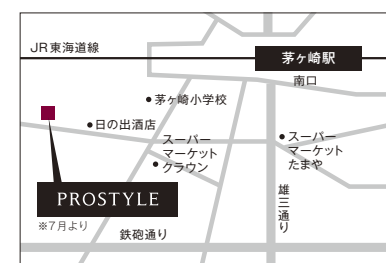 JR東海道線
茅ヶ崎駅
南口
茅ヶ崎小学校
日の出酒店
スーパー
マーケット
クラウン
スーパー
マーケット
たまや
PROSTYLE
※7月より
雄三通り
鉄砲通り